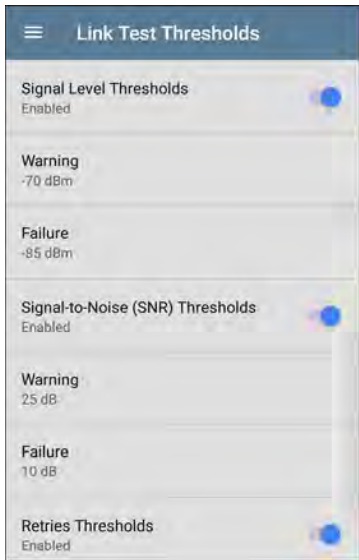 Link Test Thresholds
Signal Level Thresholds
Enabled
Warning
-70 dBm
Failure
-85 dBm
Signal-to-Noise (SNR) Thresholds
Enabled
Warning
25 dB
Failure
10 dB
Retries Thresholds
Enabled